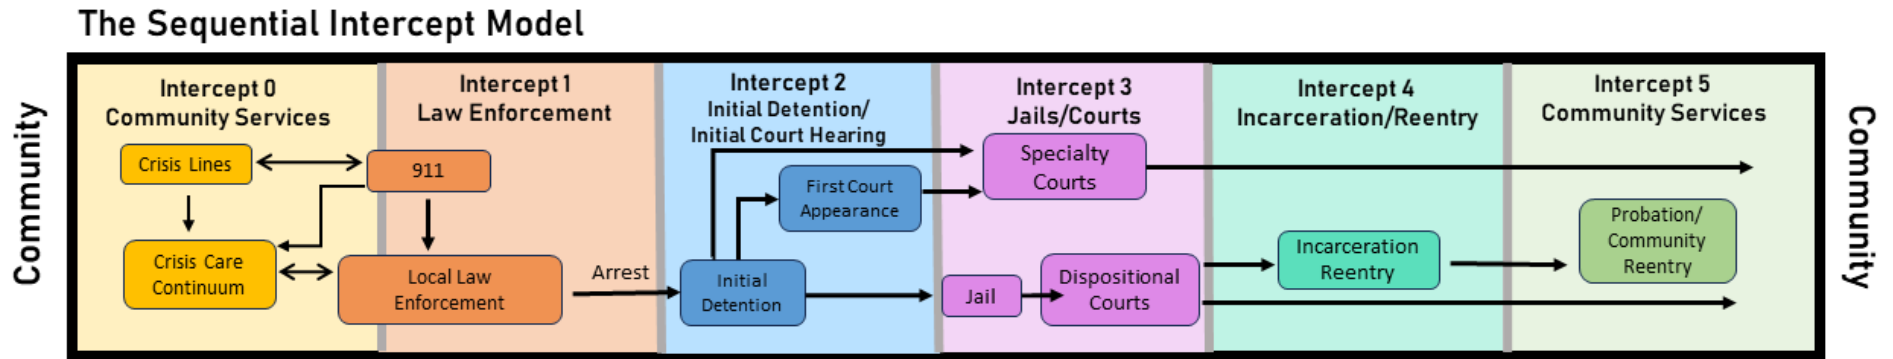 The Sequential Intercept Model
Community
Intercept 0
Community Services
Crisis Lines
Crisis Care
Continuum
Intercept 1
Law Enforcement
911
Local Law
Enforcement
Arrest
Intercept 2
Initial Detention/
Initial Court Hearing
First Court
Appearance
Initial
Detention
Intercept 3
Jails/Courts
Specialty
Courts
Jail
Dispositional
Courts
Intercept 4
Incarceration/Reentry
Incarceration
Reentry
Intercept 5
Community Services
Probation/
Community
Reentry
Community